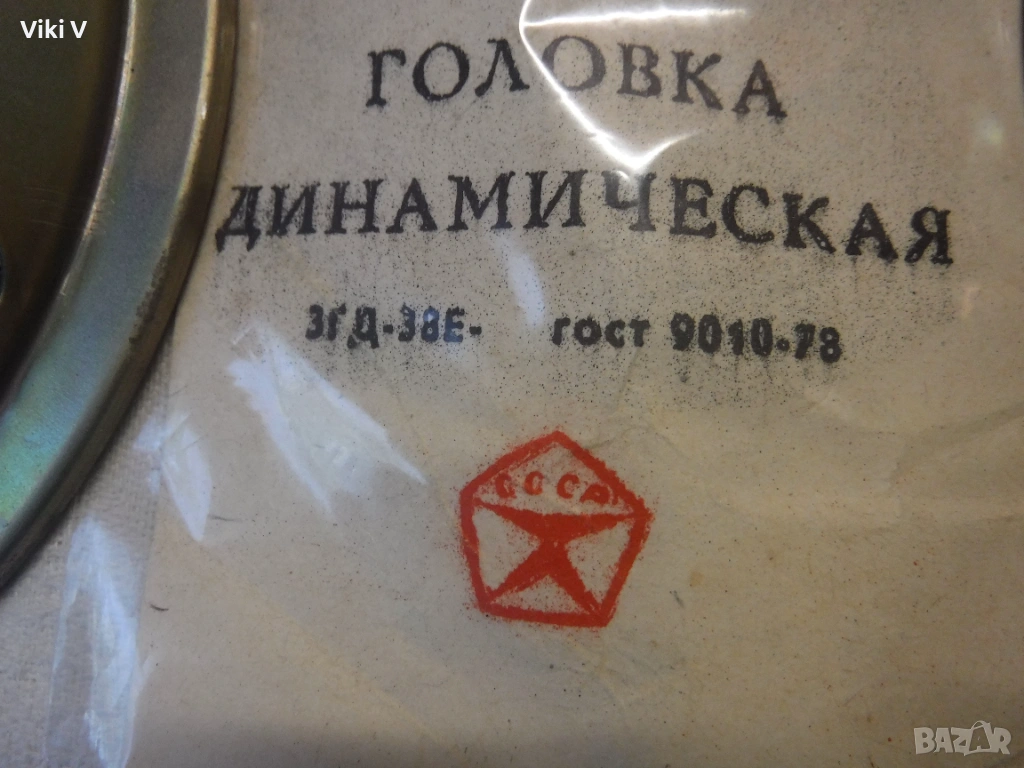 Viki V
ГОЛОВКА
ДИНАМИЧЕСКАЯ
3ГД-38Е- ГОСТ 9010-78
СССР
BAZAR